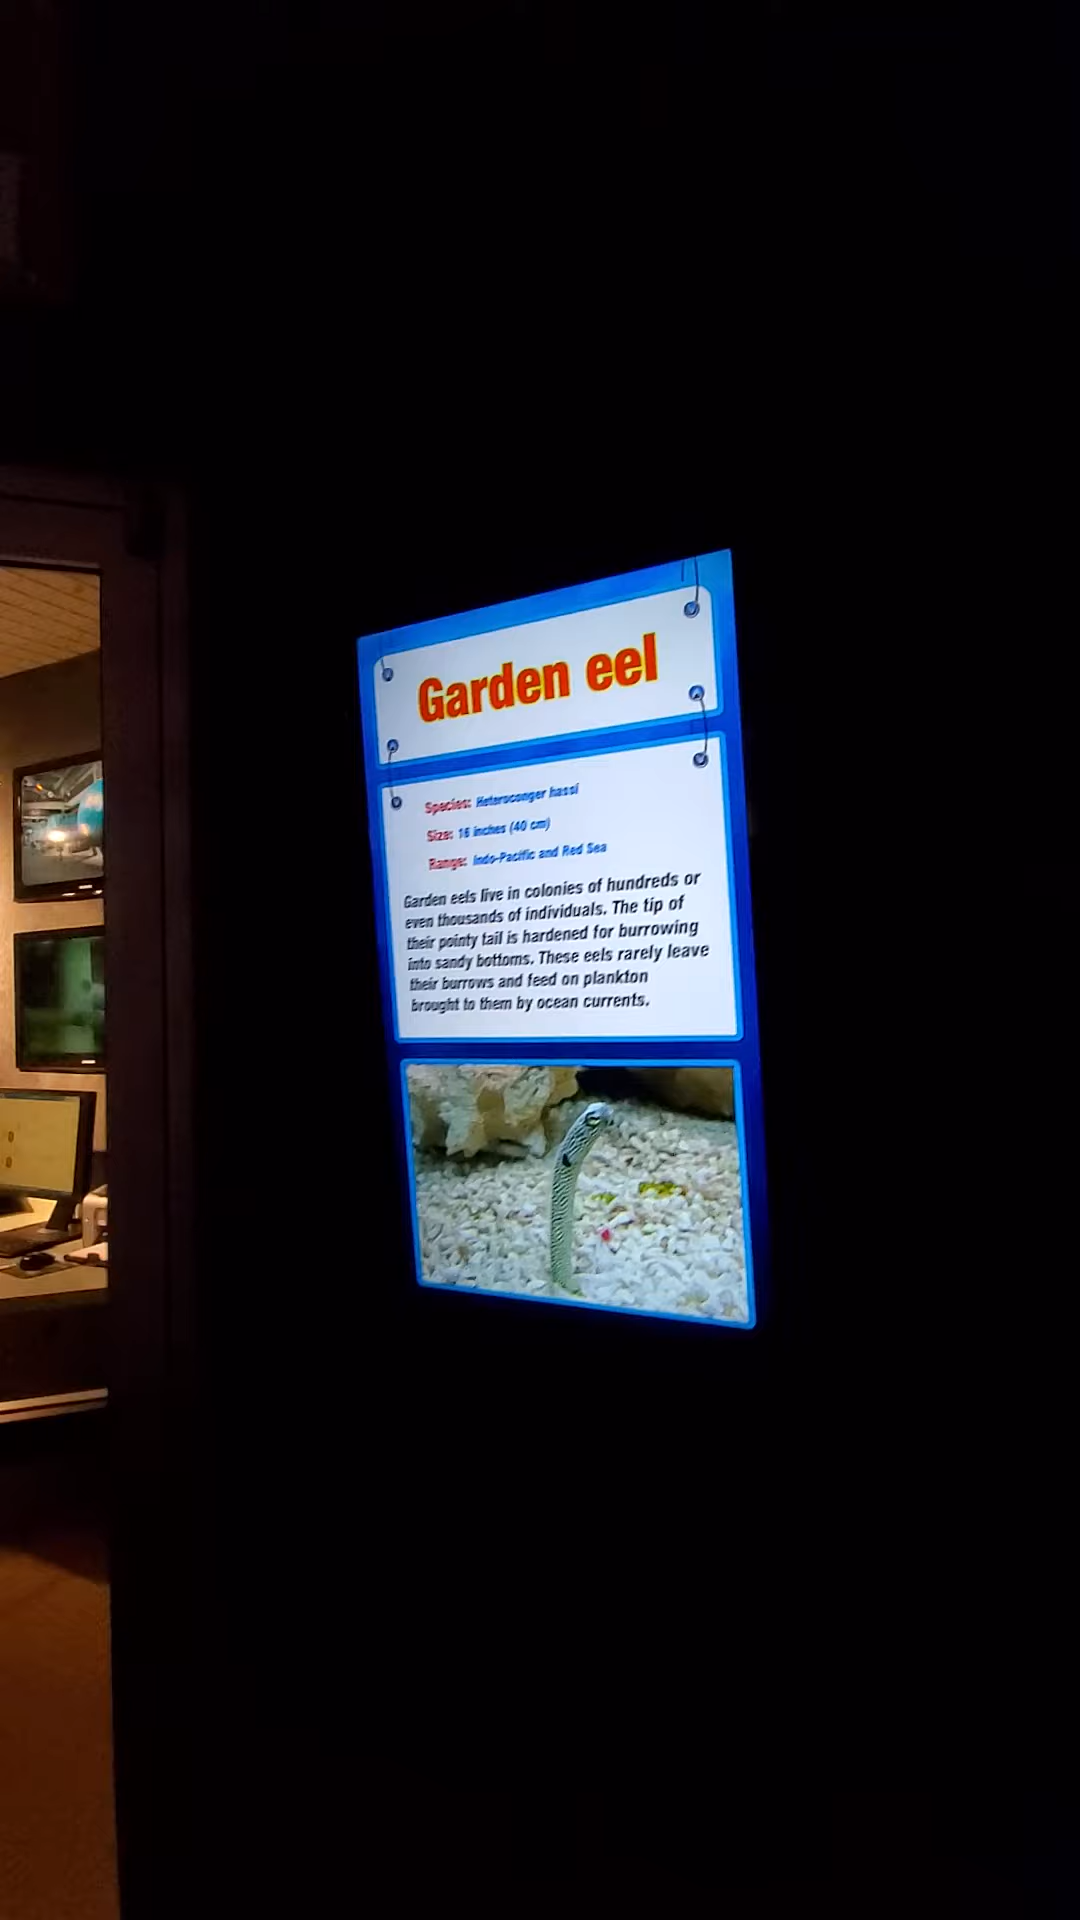 Garden eel
Species: Heteroconger hassi
Size: 16 inches (40 cm)
Range: Indo-Pacific and Red Sea
Garden eels live in colonies of hundreds or
even thousands of individuals. The tip of
their pointy tail is hardened for burrowing
into sandy bottoms. These eels rarely leave
their burrows and feed on plankton
brought to them by ocean currents.